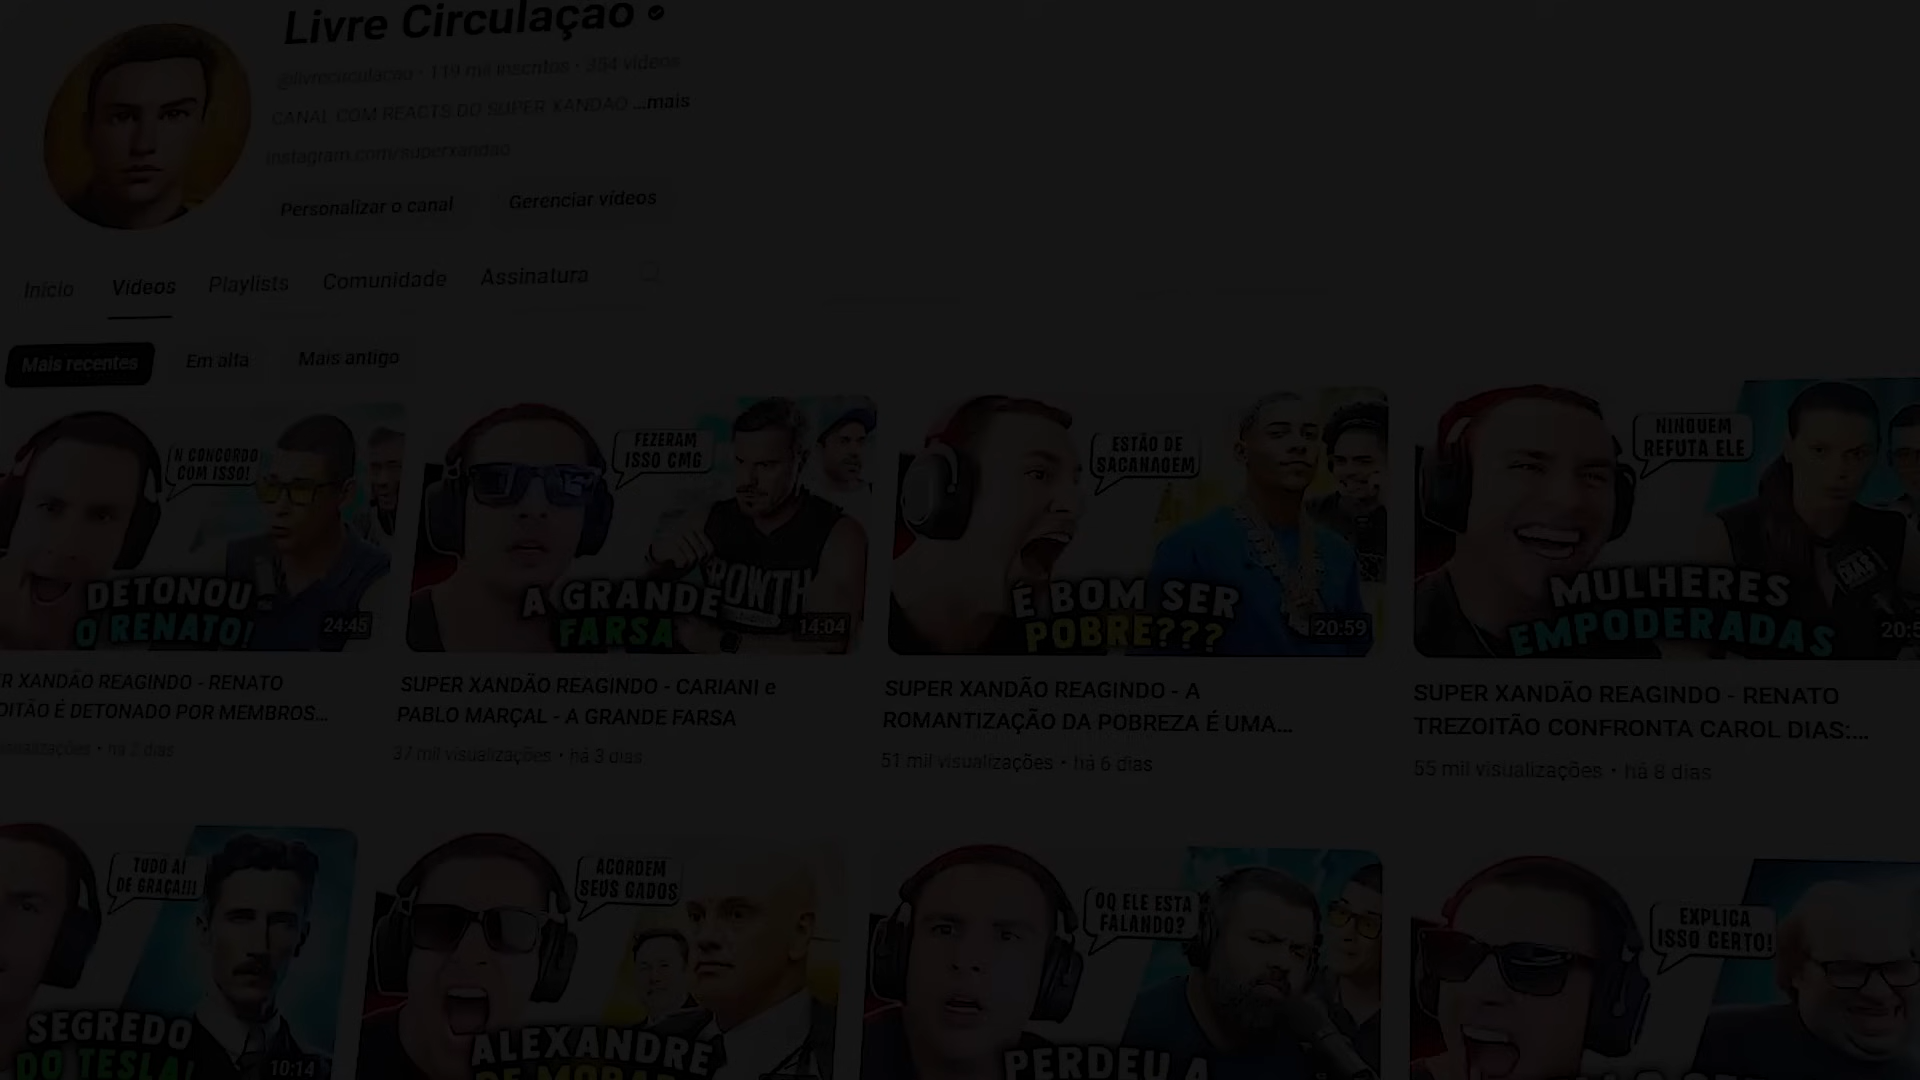 Livre Circulação
@livrecirculacao • 119 mil inscritos • 354 vídeos
CANAL COM REACTS DO SUPER XANDÃO ...mais
instagram.com/superxandao
Personalizar o canal Gerenciar vídeos
Início Vídeos Playlists Comunidade Assinatura
Mais recentes Em alta Mais antigo
N CONCORDO
COM ISSO!
DETONOU
O RENATO!
24:45
FEZERAM
ISSO CMG
GROWTH
A GRANDE
FARSA
14:04
ESTÃO DE
SACANAGEM
É BOM SER
POBRE???
20:59
NINGUEM
REFUTA ELE
MULHERES
EMPODERADAS
XANDÃO REAGINDO - RENATO
É DETONADO POR MEMBROS...
visualizações • há 2 dias
SUPER XANDÃO REAGINDO - CARIANI e
PABLO MARÇAL - A GRANDE FARSA
37 mil visualizações • há 3 dias
SUPER XANDÃO REAGINDO - A
ROMANTIZAÇÃO DA POBREZA É UMA...
51 mil visualizações • há 6 dias
SUPER XANDÃO REAGINDO - RENATO
TREZOITÃO CONFRONTA CAROL DIAS:...
55 mil visualizações • há 8 dias
TUDO AI
DE GRAÇA!!!
SEGREDO
DO TESLA!
10:14
ACORDEM
SEUS GADOS
ALEXANDRE
OQ ELE ESTA
FALANDO?
PERDEU A
EXPLICA
ISSO CERTO!